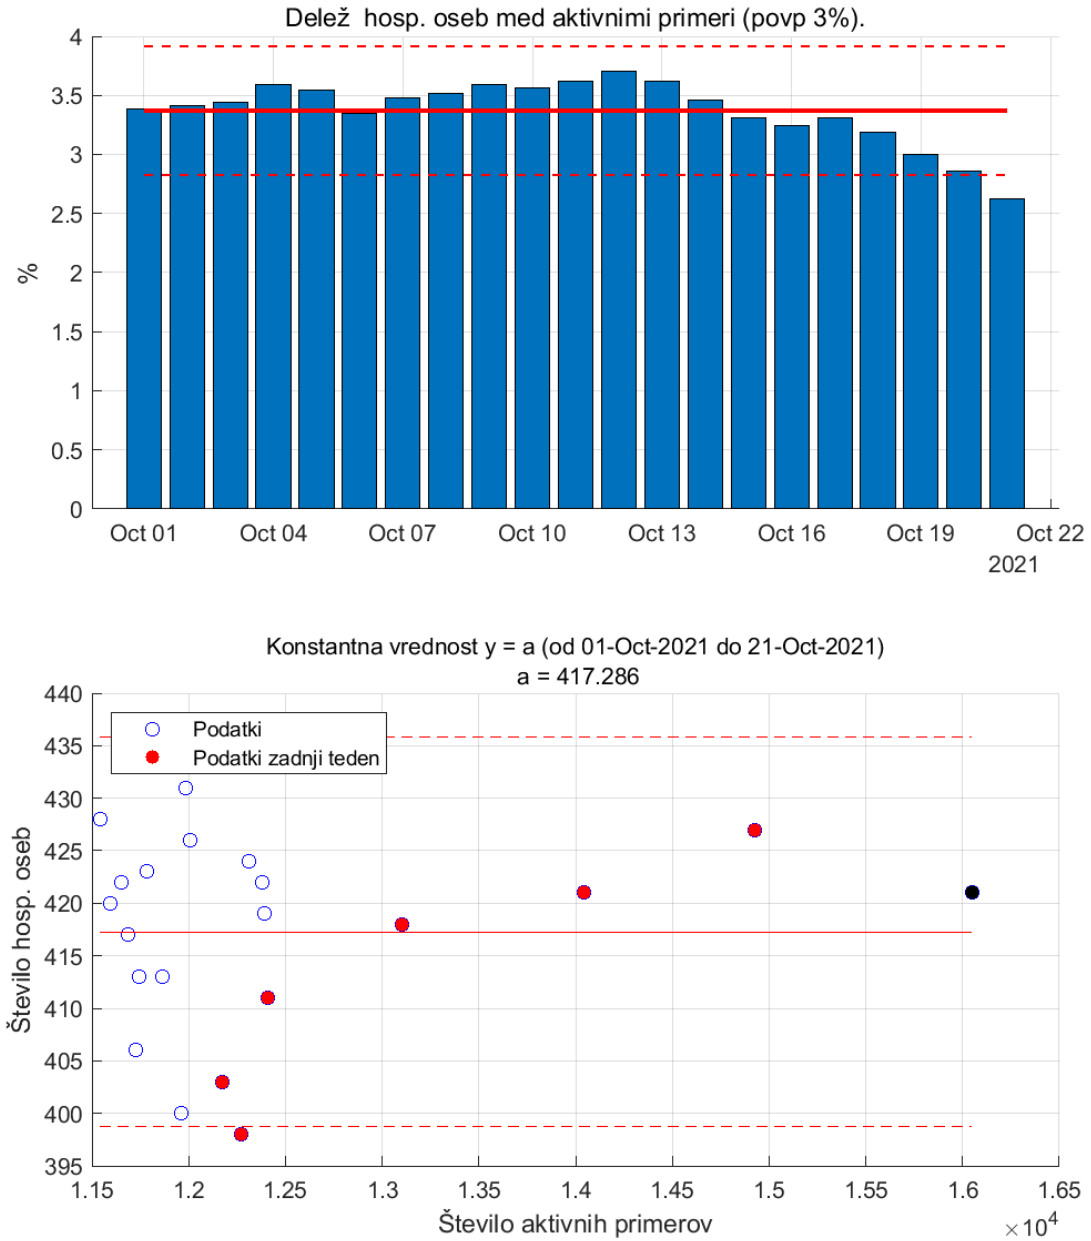 Delež  hosp. oseb med aktivnimi primeri (povp 3%).
4
3.5
3
2.5
2
1.5
1
0.5
0
%
Oct 01 Oct 04 Oct 07 Oct 10 Oct 13 Oct 16 Oct 19 Oct 22
2021
Konstantna vrednost y = a (od 01-Oct-2021 do 21-Oct-2021)
a = 417.286
440
435
430
425
420
415
410
405
400
395
Število hosp. oseb
Podatki
Podatki zadnji teden
1.15 1.2 1.25 1.3 1.35 1.4 1.45 1.5 1.55 1.6 1.65
Število aktivnih primerov
×10⁴